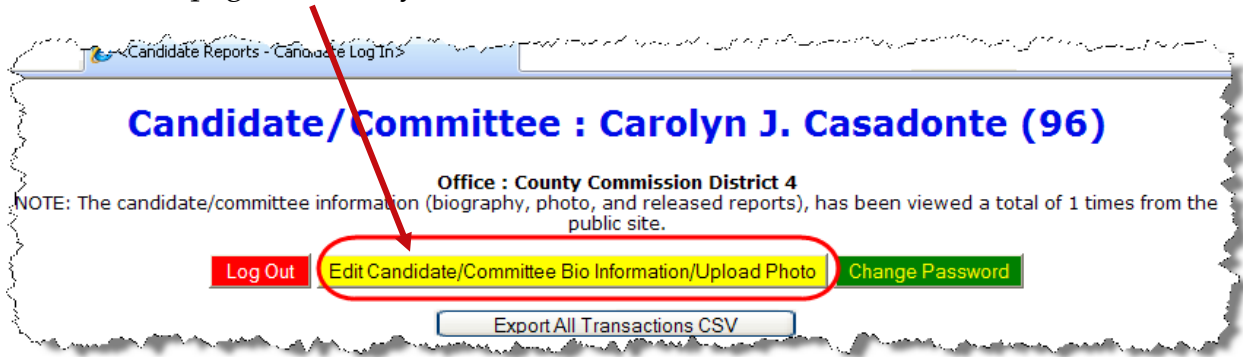 <Candidate Reports - Candidate Log In>
Candidate/Committee : Carolyn J. Casadonte (96)
Office : County Commission District 4
NOTE: The candidate/committee information (biography, photo, and released reports), has been viewed a total of 1 times from the
public site.
Log Out Edit Candidate/Committee Bio Information/Upload Photo Change Password
Export All Transactions CSV